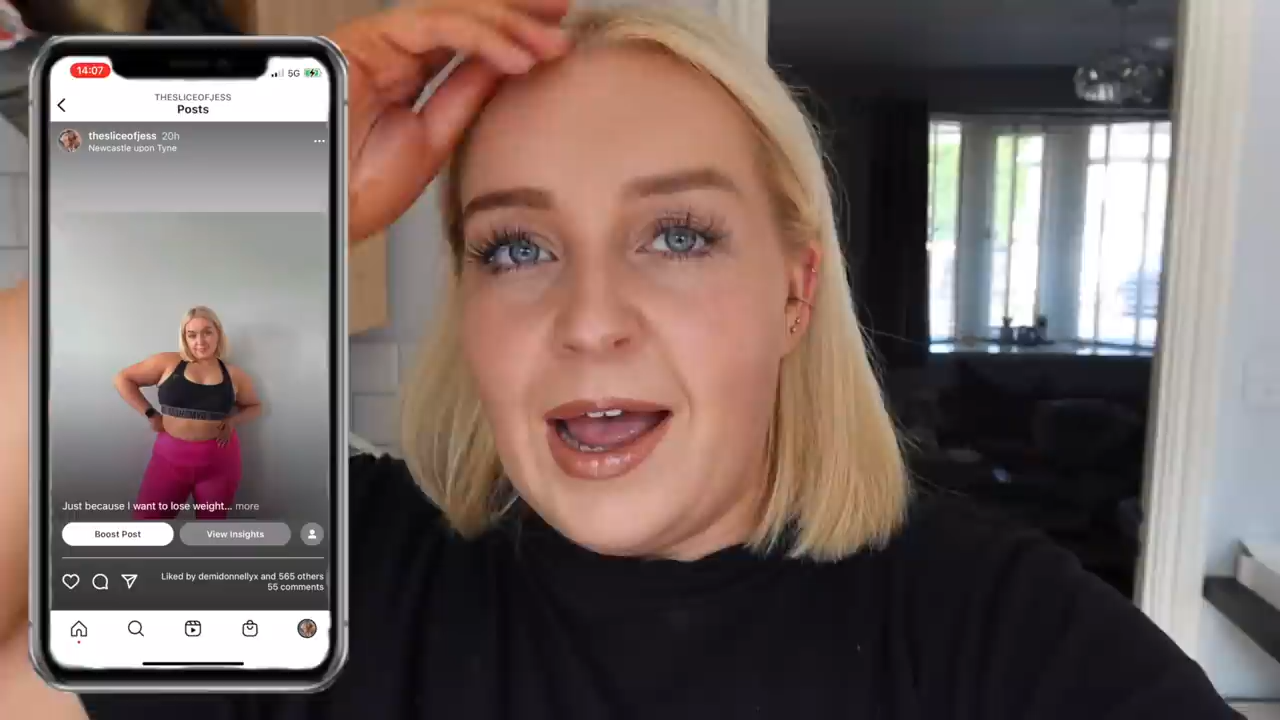 14:07
5G
THESLICEOFJESS
Posts
thesliceofjess 20h
Newcastle upon Tyne
Just because I want to lose weight... more
Boost Post
View Insights
Liked by demidonnellyx and 565 others
55 comments